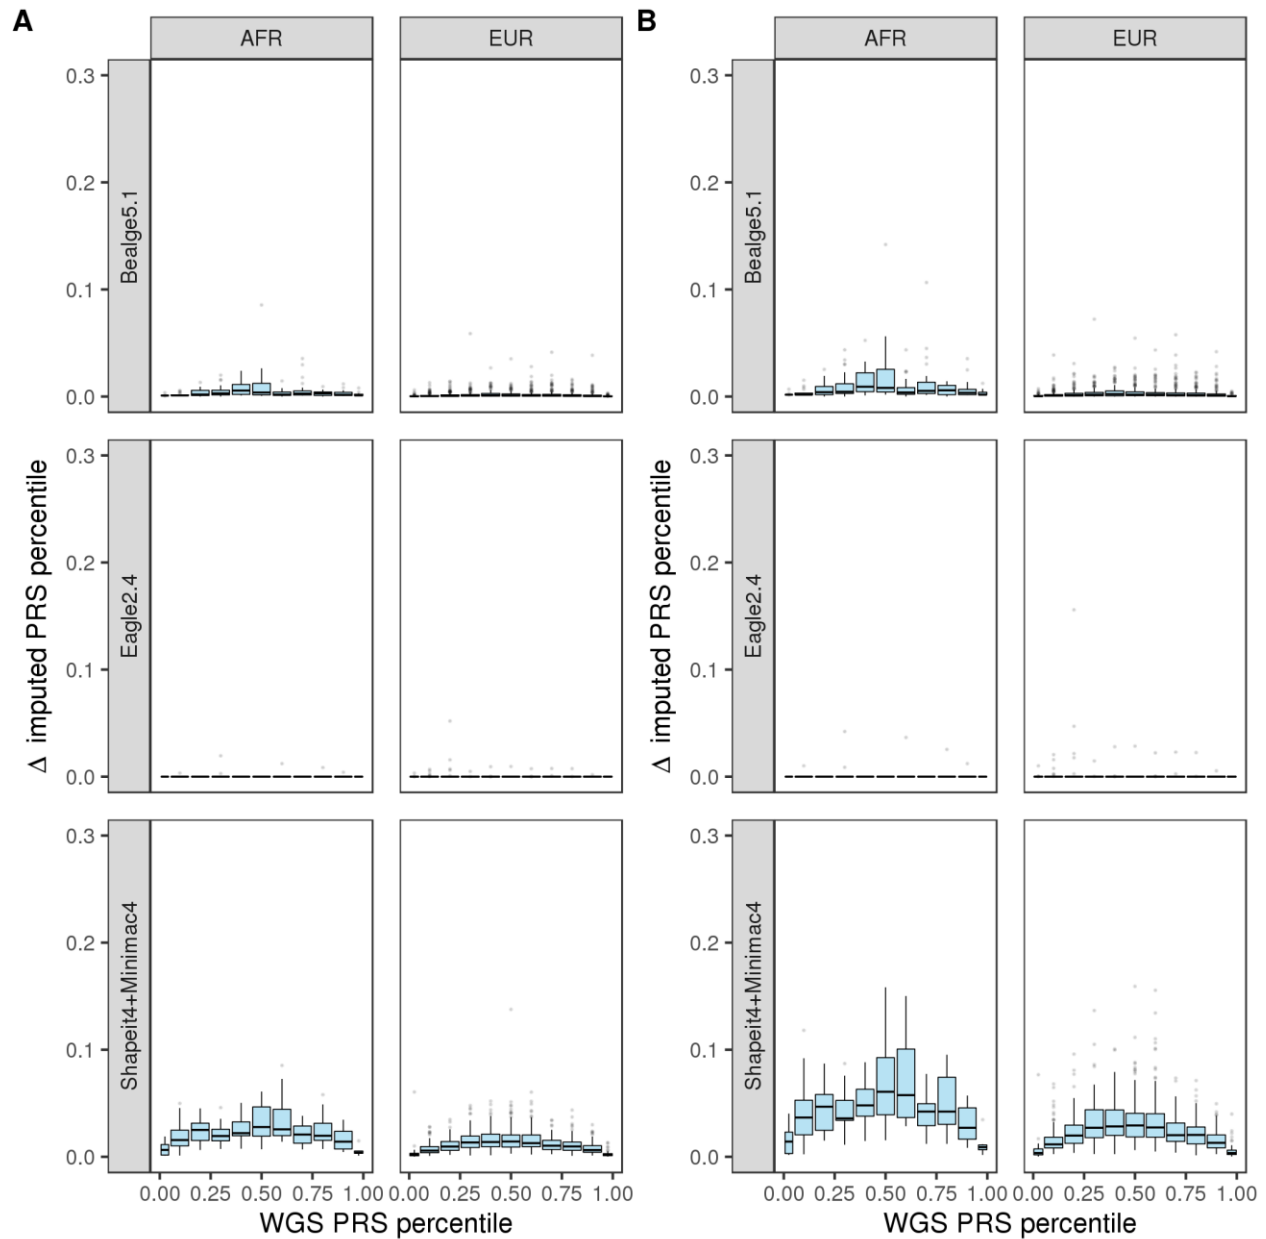 A
B
AFR
EUR
AFR
EUR
Δ imputed PRS percentile
Bealge5.1
0.3
0.2
0.1
0.0
Eagle2.4
0.3
0.2
0.1
0.0
Shapeit4+Minimac4
0.3
0.2
0.1
0.0
0.00 0.25 0.50 0.75 1.00
0.00 0.25 0.50 0.75 1.00
WGS PRS percentile
Δ imputed PRS percentile
Bealge5.1
0.3
0.2
0.1
0.0
Eagle2.4
0.3
0.2
0.1
0.0
Shapeit4+Minimac4
0.3
0.2
0.1
0.0
0.00 0.25 0.50 0.75 1.00
0.00 0.25 0.50 0.75 1.00
WGS PRS percentile